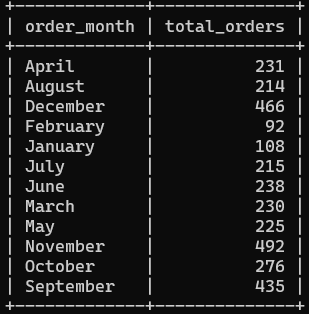 +-------------+--------------+
| order_month | total_orders |
+-------------+--------------+
| April       |          231 |
| August      |          214 |
| December    |          466 |
| February    |           92 |
| January     |          108 |
| July        |          215 |
| June        |          238 |
| March       |          230 |
| May         |          225 |
| November    |          492 |
| October     |          276 |
| September   |          435 |
+-------------+--------------+